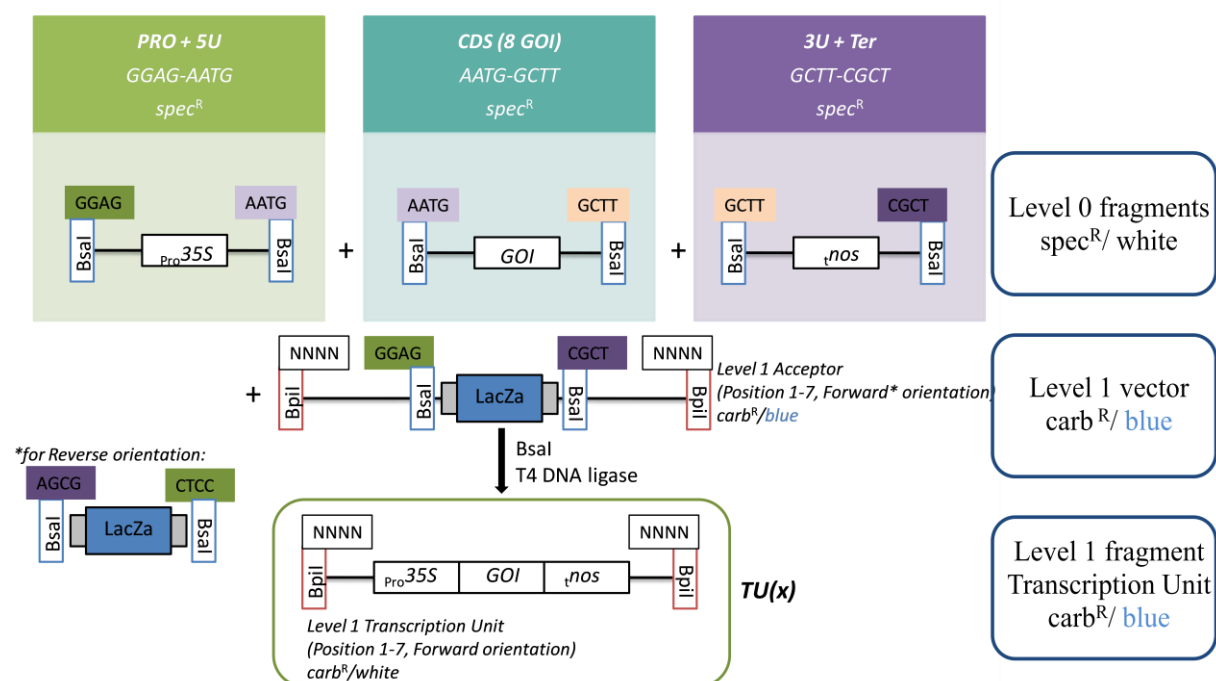 PRO + 5U
GGAG-AATG
specR
CDS (8 GOI)
AATG-GCTT
specR
3U + Ter
GCTT-CGCT
specR
GGAG
AATG
BsaI
Pro35S
BsaI
+
AATG
GCTT
BsaI
GOI
BsaI
+
GCTT
CGCT
BsaI
tnos
BsaI
Level 0 fragments
specR/ white
+
NNNN
GGAG
CGCT
NNNN
BpiI
BsaI
LacZa
BsaI
BpiI
Level 1 Acceptor
(Position 1-7, Forward* orientation)
carbR/blue
Level 1 vector
carb R/ blue
BsaI
T4 DNA ligase
*for Reverse orientation:
AGCG
CTCC
BsaI
LacZa
BsaI
NNNN
NNNN
BpiI
Pro35S
GOI
tnos
BpiI
TU(x)
Level 1 Transcription Unit
(Position 1-7, Forward orientation)
carbR/white
Level 1 fragment
Transcription Unit
carbR/ blue